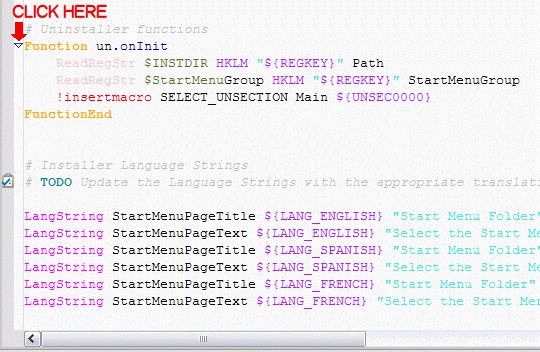 CLICK HERE
# Uninstaller functions
Function un.onInit
ReadRegStr $INSTDIR HKLM "${REGKEY}" Path
ReadRegStr $StartMenuGroup HKLM "${REGKEY}" StartMenuGroup
!insertmacro SELECT_UNSECTION Main ${UNSEC0000}
FunctionEnd
# Installer Language Strings
# TODO Update the Language Strings with the appropriate translati
LangString StartMenuPageTitle ${LANG_ENGLISH} "Start Menu Folder"
LangString StartMenuPageText ${LANG_ENGLISH} "Select the Start Men
LangString StartMenuPageTitle ${LANG_SPANISH} "Start Menu Folder"
LangString StartMenuPageText ${LANG_SPANISH} "Select the Start Men
LangString StartMenuPageTitle ${LANG_FRENCH} "Start Menu Folder"
LangString StartMenuPageText ${LANG_FRENCH} "Select the Start Menu